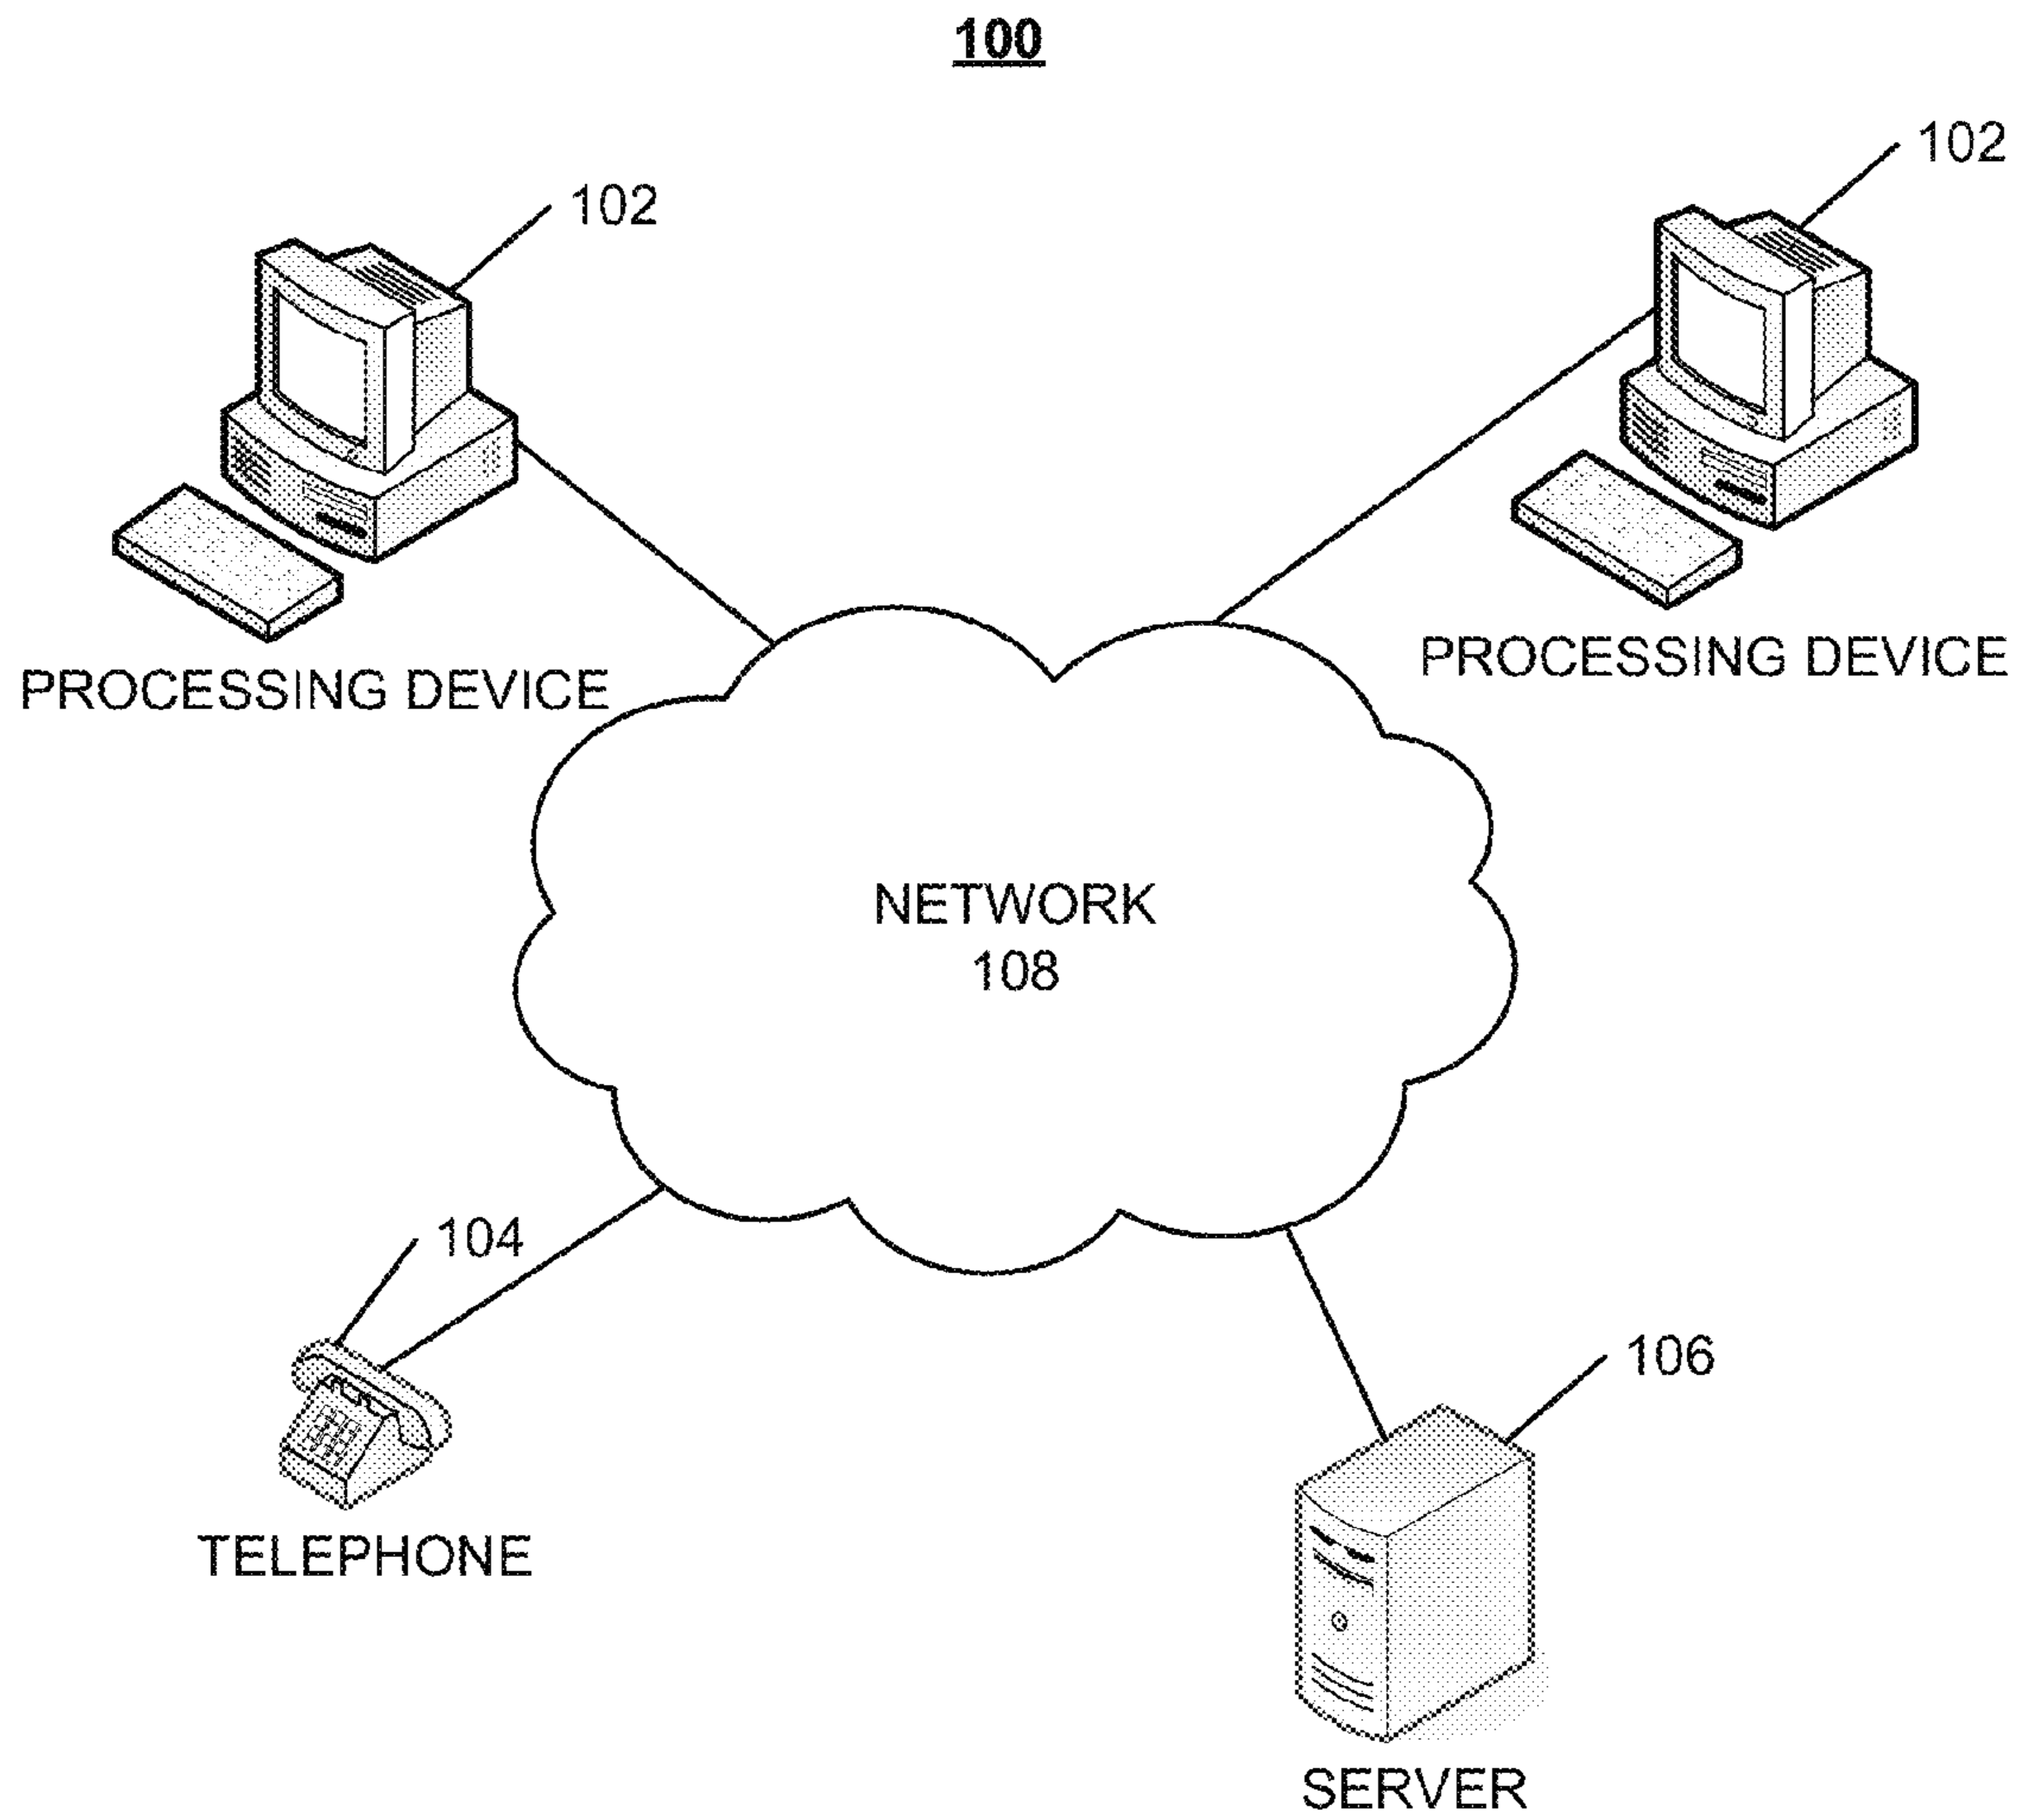 100
102
102
PROCESSING DEVICE
PROCESSING DEVICE
NETWORK
108
104
TELEPHONE
106
SERVER